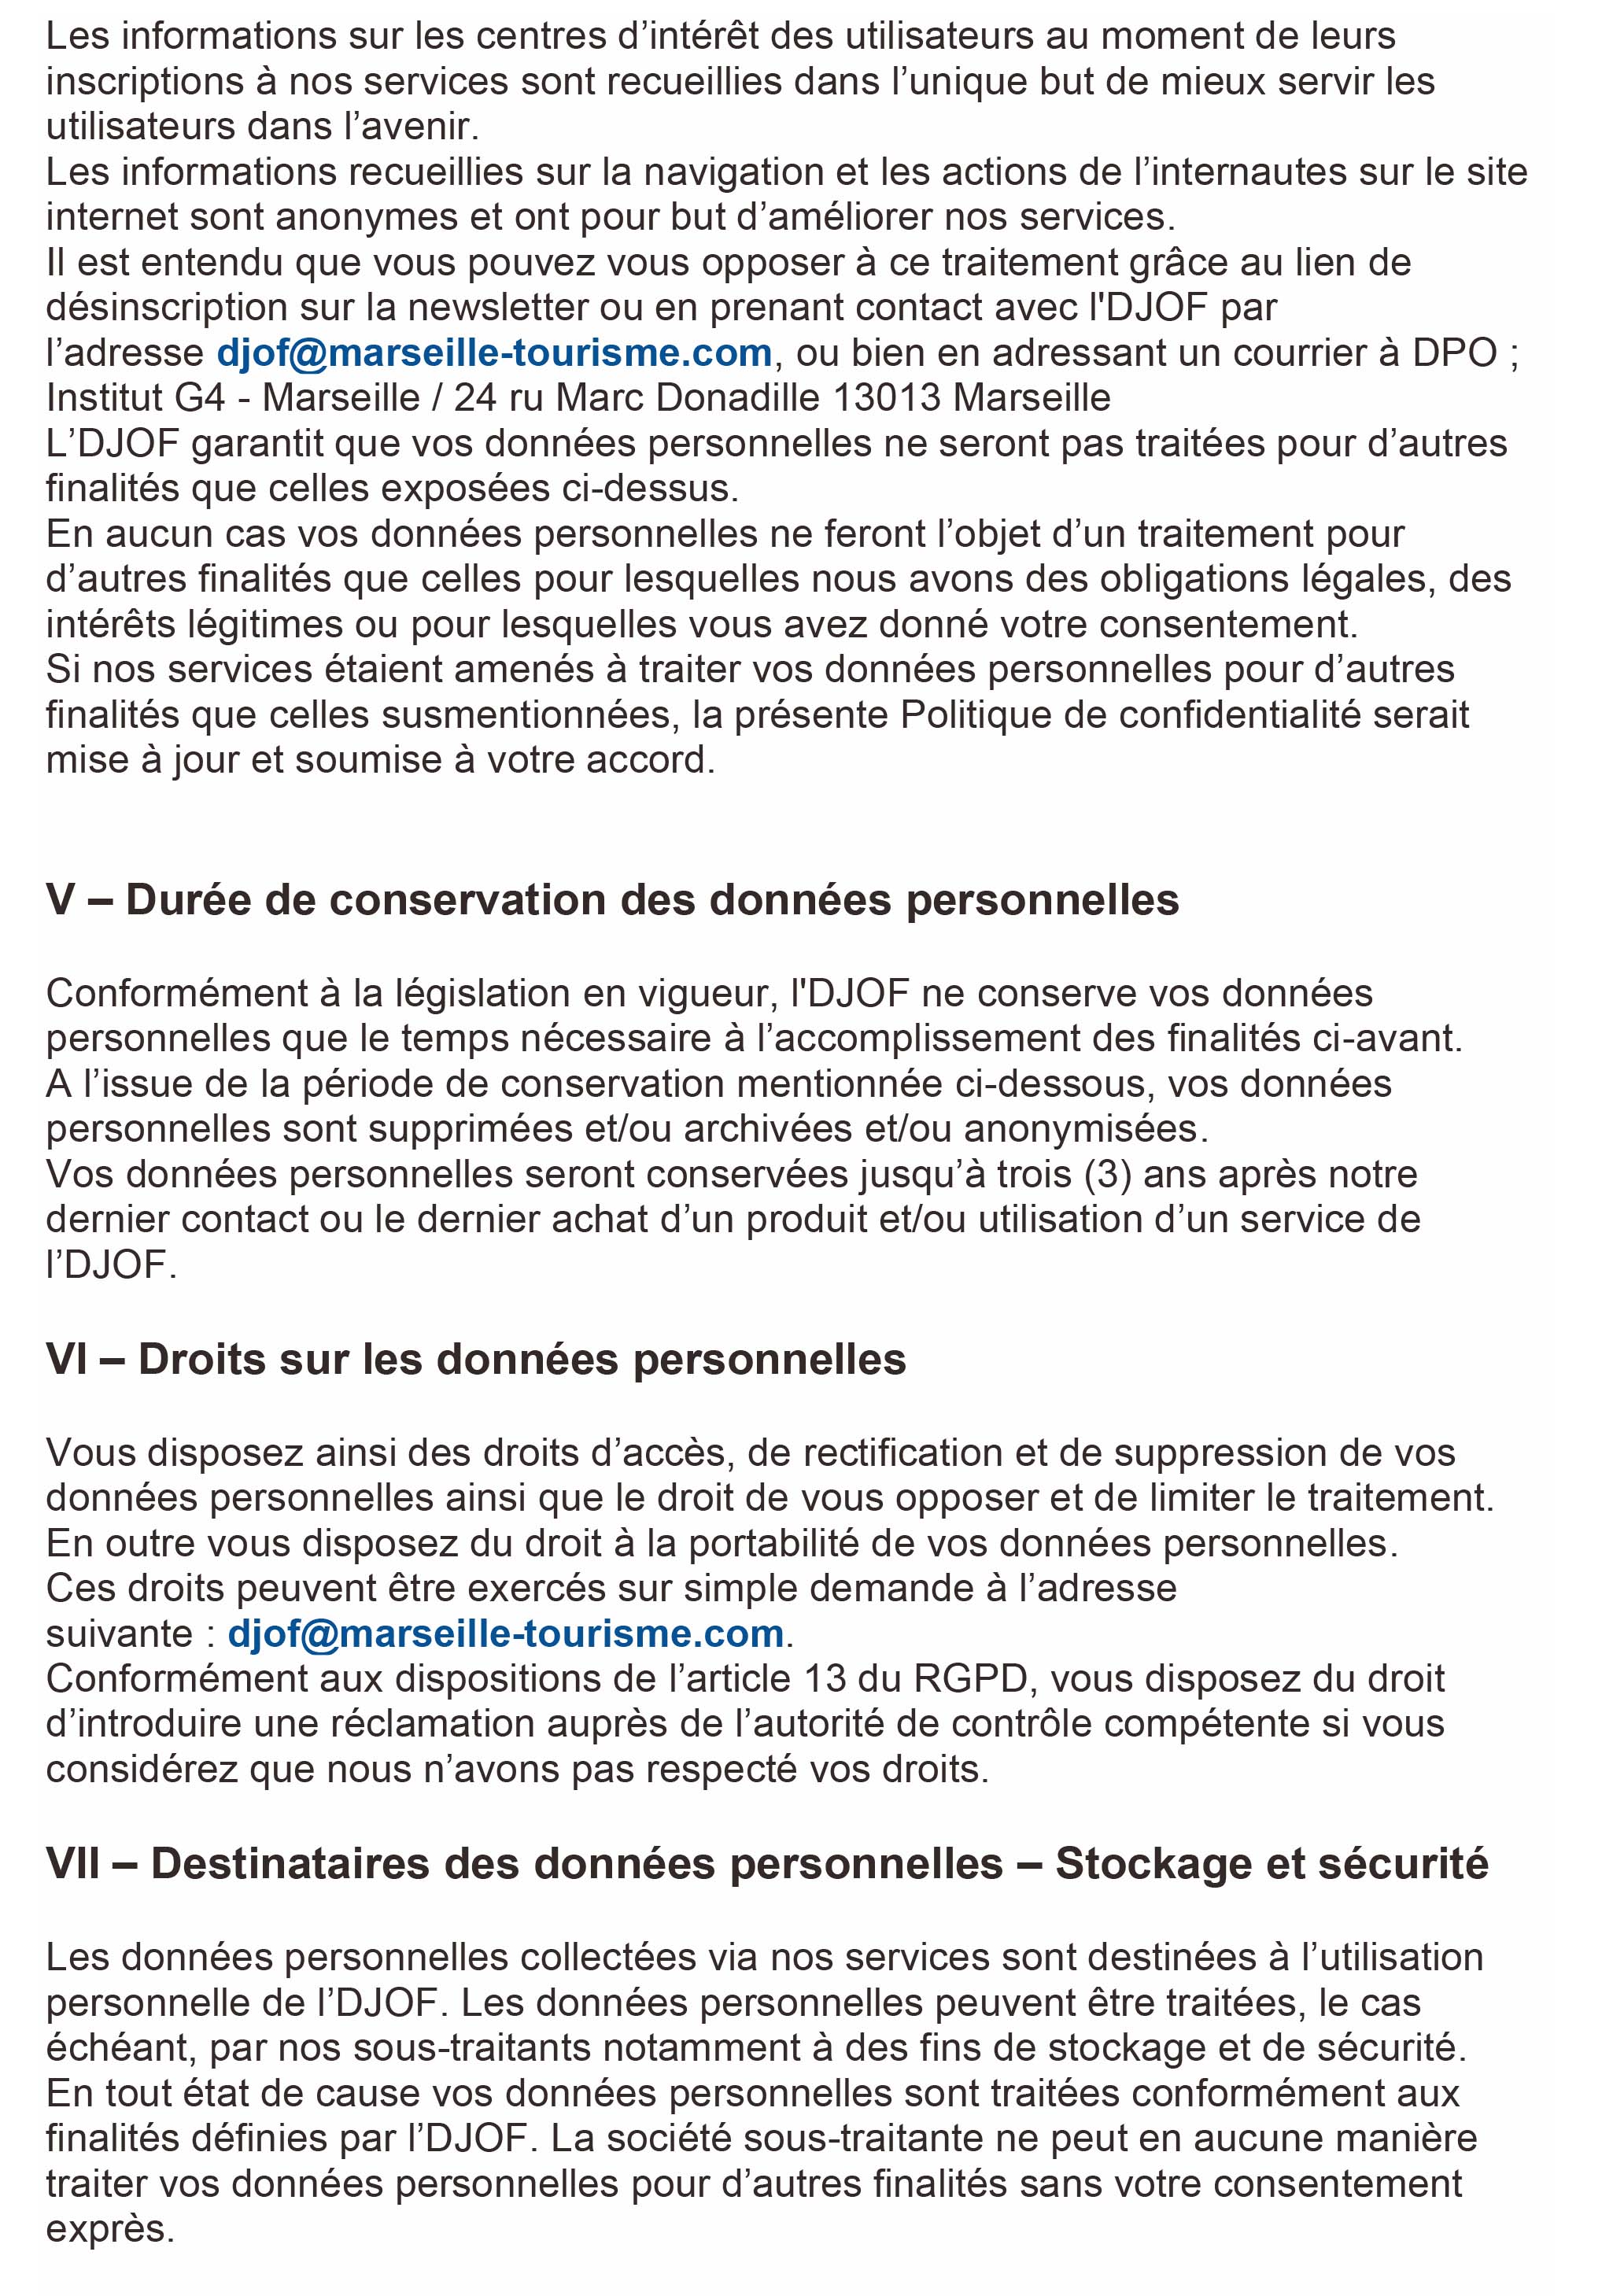 Les informations sur les centres d’intérêt des utilisateurs au moment de leurs
inscriptions à nos services sont recueillies dans l’unique but de mieux servir les
utilisateurs dans l’avenir.
Les informations recueillies sur la navigation et les actions de l’internautes sur le site
internet sont anonymes et ont pour but d’améliorer nos services.
Il est entendu que vous pouvez vous opposer à ce traitement grâce au lien de
désinscription sur la newsletter ou en prenant contact avec l'DJOF par
l’adresse djof@marseille-tourisme.com, ou bien en adressant un courrier à DPO ;
Institut G4 - Marseille / 24 ru Marc Donadille 13013 Marseille
L’DJOF garantit que vos données personnelles ne seront pas traitées pour d’autres
finalités que celles exposées ci-dessus.
En aucun cas vos données personnelles ne feront l’objet d’un traitement pour
d’autres finalités que celles pour lesquelles nous avons des obligations légales, des
intérêts légitimes ou pour lesquelles vous avez donné votre consentement.
Si nos services étaient amenés à traiter vos données personnelles pour d’autres
finalités que celles susmentionnées, la présente Politique de confidentialité serait
mise à jour et soumise à votre accord.
V – Durée de conservation des données personnelles
Conformément à la législation en vigueur, l'DJOF ne conserve vos données
personnelles que le temps nécessaire à l’accomplissement des finalités ci-avant.
A l’issue de la période de conservation mentionnée ci-dessous, vos données
personnelles sont supprimées et/ou archivées et/ou anonymisées.
Vos données personnelles seront conservées jusqu’à trois (3) ans après notre
dernier contact ou le dernier achat d’un produit et/ou utilisation d’un service de
l’DJOF.
VI – Droits sur les données personnelles
Vous disposez ainsi des droits d’accès, de rectification et de suppression de vos
données personnelles ainsi que le droit de vous opposer et de limiter le traitement.
En outre vous disposez du droit à la portabilité de vos données personnelles.
Ces droits peuvent être exercés sur simple demande à l’adresse
suivante : djof@marseille-tourisme.com.
Conformément aux dispositions de l’article 13 du RGPD, vous disposez du droit
d’introduire une réclamation auprès de l’autorité de contrôle compétente si vous
considérez que nous n’avons pas respecté vos droits.
VII – Destinataires des données personnelles – Stockage et sécurité
Les données personnelles collectées via nos services sont destinées à l’utilisation
personnelle de l’DJOF. Les données personnelles peuvent être traitées, le cas
échéant, par nos sous-traitants notamment à des fins de stockage et de sécurité.
En tout état de cause vos données personnelles sont traitées conformément aux
finalités définies par l’DJOF. La société sous-traitante ne peut en aucune manière
traiter vos données personnelles pour d’autres finalités sans votre consentement
exprès.